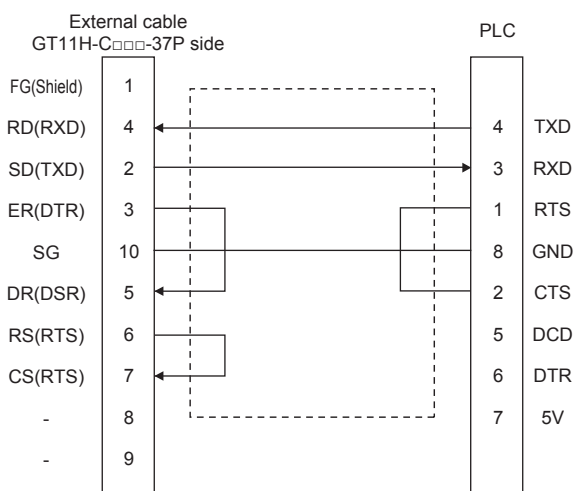 External cable
GT11H-C□□□-37P side
PLC
FG(Shield) 1
RD(RXD) 4 4 TXD
SD(TXD) 2 3 RXD
ER(DTR) 3 1 RTS
SG 10 8 GND
DR(DSR) 5 2 CTS
RS(RTS) 6 5 DCD
CS(RTS) 7 6 DTR
- 8 7 5V
- 9